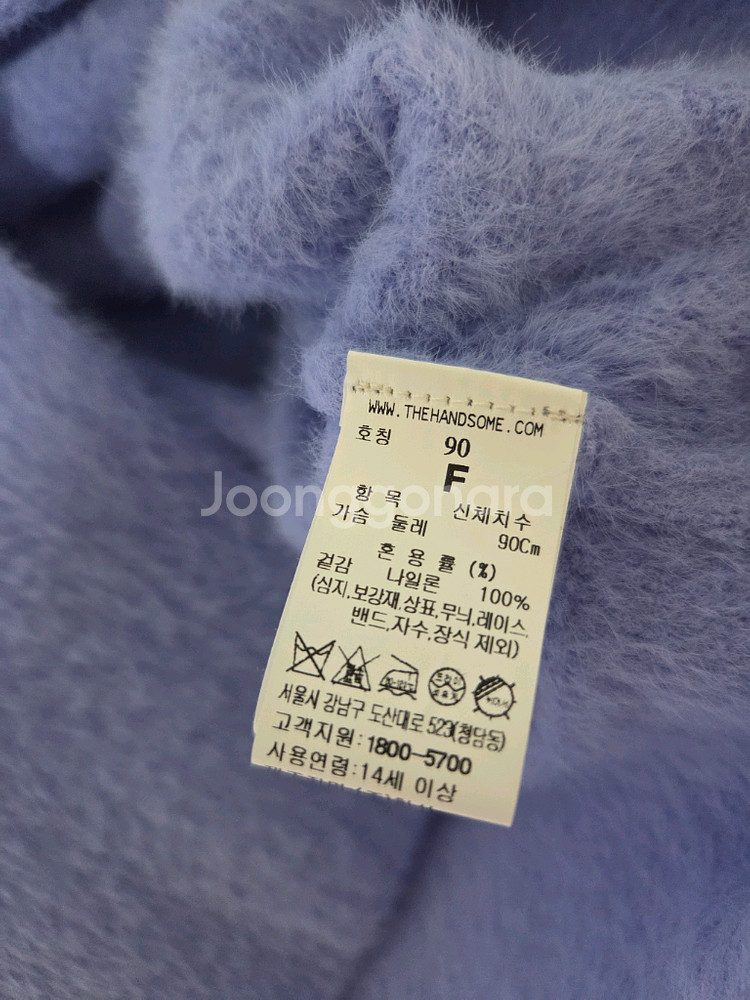 WWW.THEHANDSOME.COM
호칭 90
F
Joonggonara
항목 신체치수
가슴 둘레 90Cm
혼 용 률 (%)
겉감 나일론 100%
(심지,보강재,상표,무늬,레이스,
밴드,자수,장식 제외)
서울시 강남구 도산대로 523(청담동)
고객지원:1800-5700
사용연령:14세 이상